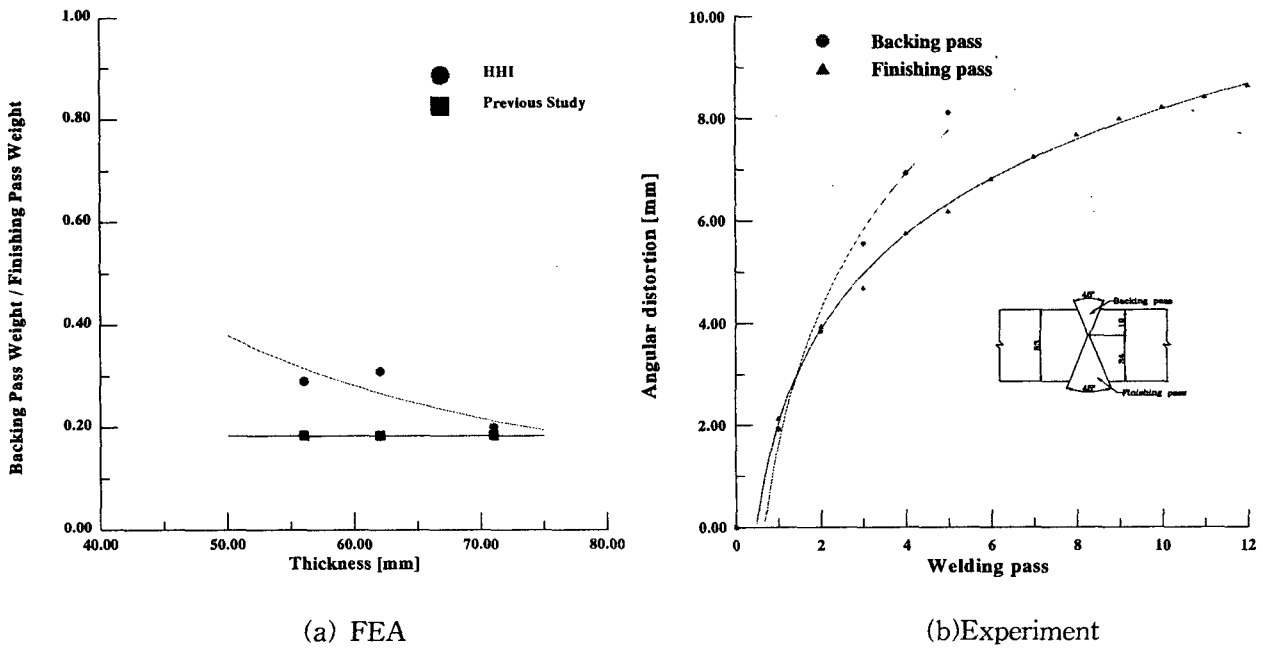 Backing Pass Weight / Finishing Pass Weight
1.00
0.80
0.60
0.40
0.20
0.00
40.00
50.00
60.00
70.00
80.00
Thickness [mm]
HHI
Previous Study
(a) FEA
Angular distortion [mm]
10.00
8.00
6.00
4.00
2.00
0.00
0
2
4
6
8
10
12
Welding pass
Backing pass
Finishing pass
Backing pass
Finishing pass
(b)Experiment